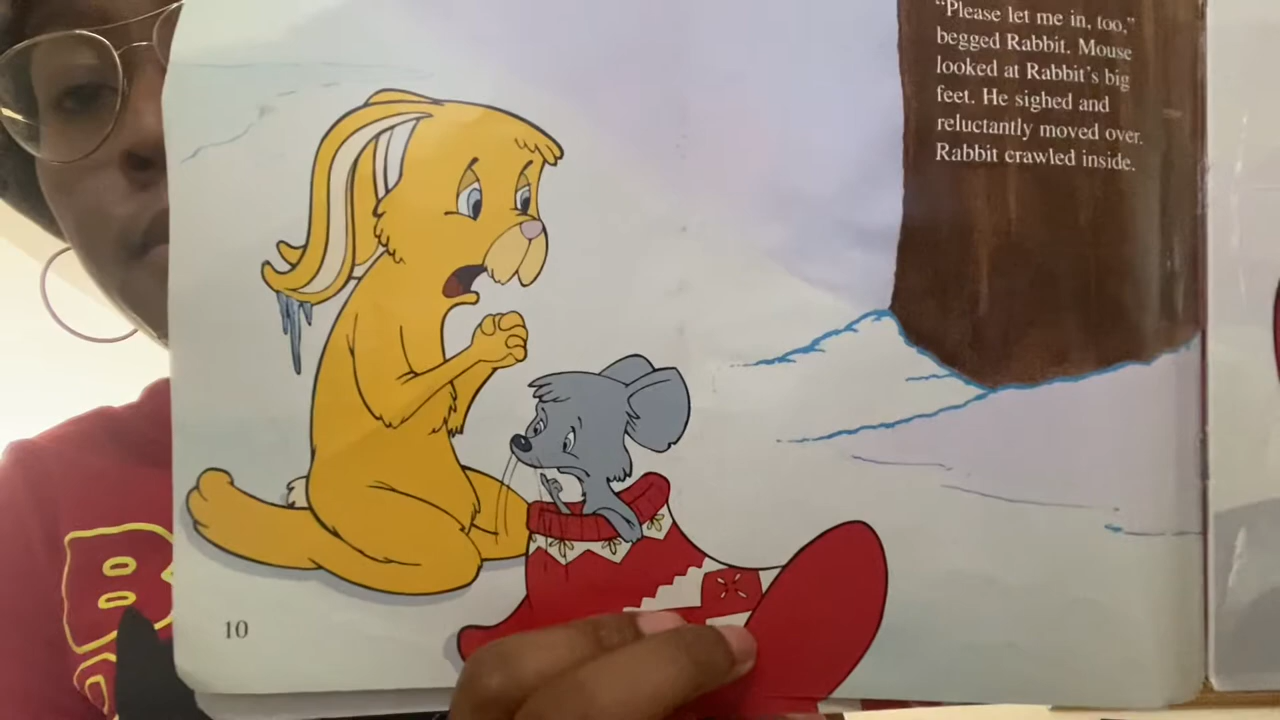 "Please let me in, too,"
begged Rabbit. Mouse
looked at Rabbit's big
feet. He sighed and
reluctantly moved over.
Rabbit crawled inside.
10